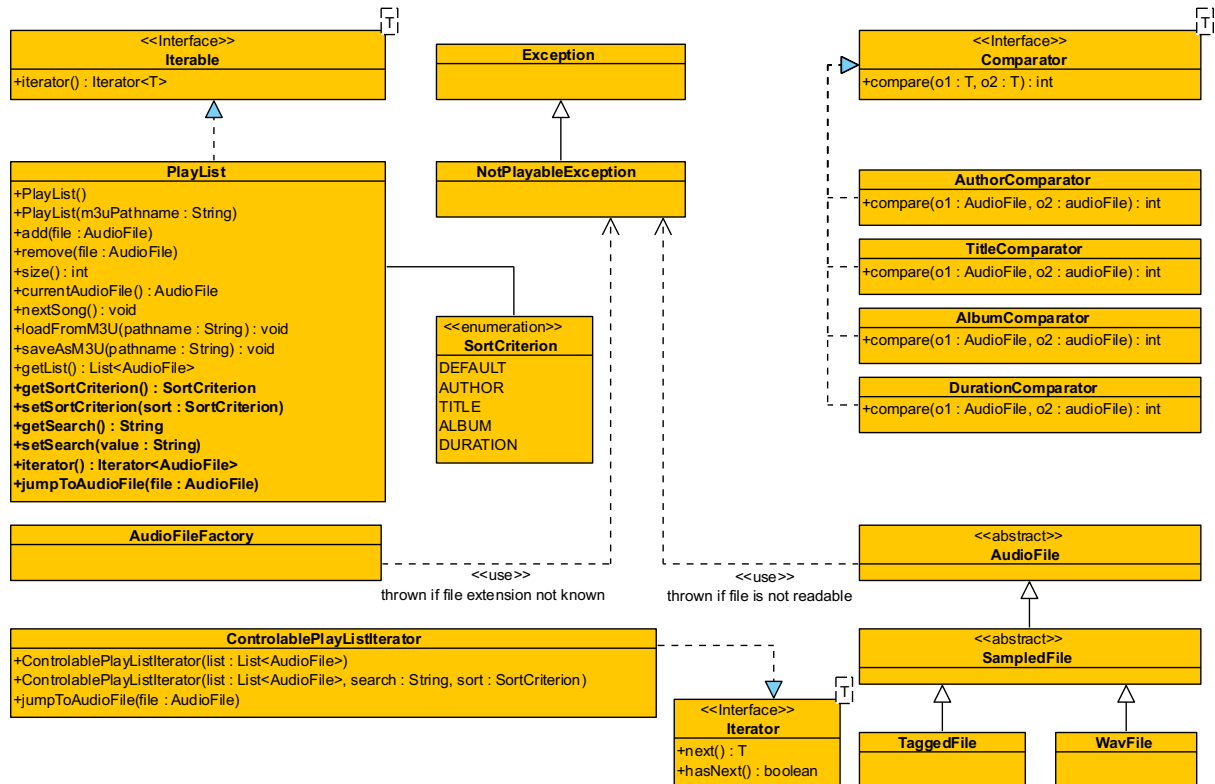 T
<<Interface>>
Iterable
+iterator() : Iterator<T>
Exception
T
<<Interface>>
Comparator
+compare(o1 : T, o2 : T) : int
PlayList
+PlayList()
+PlayList(m3uPathname : String)
+add(file : AudioFile)
+remove(file : AudioFile)
+size() : int
+currentAudioFile() : AudioFile
+nextSong() : void
+loadFromM3U(pathname : String) : void
+saveAsM3U(pathname : String) : void
+getList() : List<AudioFile>
+getSortCriterion() : SortCriterion
+setSortCriterion(sort : SortCriterion)
+getSearch() : String
+setSearch(value : String)
+iterator() : Iterator<AudioFile>
+jumpToAudioFile(file : AudioFile)
NotPlayableException
<<enumeration>>
SortCriterion
DEFAULT
AUTHOR
TITLE
ALBUM
DURATION
AuthorComparator
+compare(o1 : AudioFile, o2 : audioFile) : int
TitleComparator
+compare(o1 : AudioFile, o2 : audioFile) : int
AlbumComparator
+compare(o1 : AudioFile, o2 : audioFile) : int
DurationComparator
+compare(o1 : AudioFile, o2 : audioFile) : int
AudioFileFactory
<<use>>
thrown if file extension not known
<<use>>
thrown if file is not readable
<<abstract>>
AudioFile
ControlablePlayListIterator
+ControlablePlayListIterator(list : List<AudioFile>)
+ControlablePlayListIterator(list : List<AudioFile>, search : String, sort : SortCriterion)
+jumpToAudioFile(file : AudioFile)
<<abstract>>
SampledFile
T
<<Interface>>
Iterator
+next() : T
+hasNext() : boolean
TaggedFile
WavFile